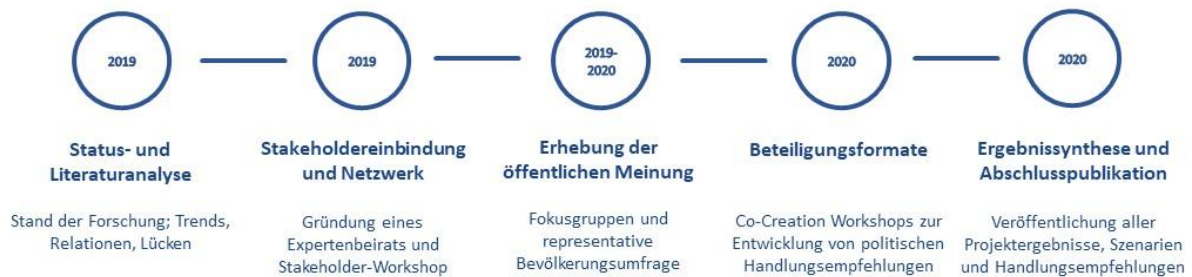 2019
Status- und
Literaturanalyse
Stand der Forschung; Trends,
Relationen, Lücken
2019
Stakeholdereinbindung
und Netzwerk
Gründung eines
Expertenbeirats und
Stakeholder-Workshop
2019-
2020
Erhebung der
öffentlichen Meinung
Fokusgruppen und
representative
Bevölkerungsumfrage
2020
Beteiligungsformate
Co-Creation Workshops zur
Entwicklung von politischen
Handlungsempfehlungen
2020
Ergebnissynthese und
Abschlusspublikation
Veröffentlichung aller
Projektergebnisse, Szenarien
und Handlungsempfehlungen